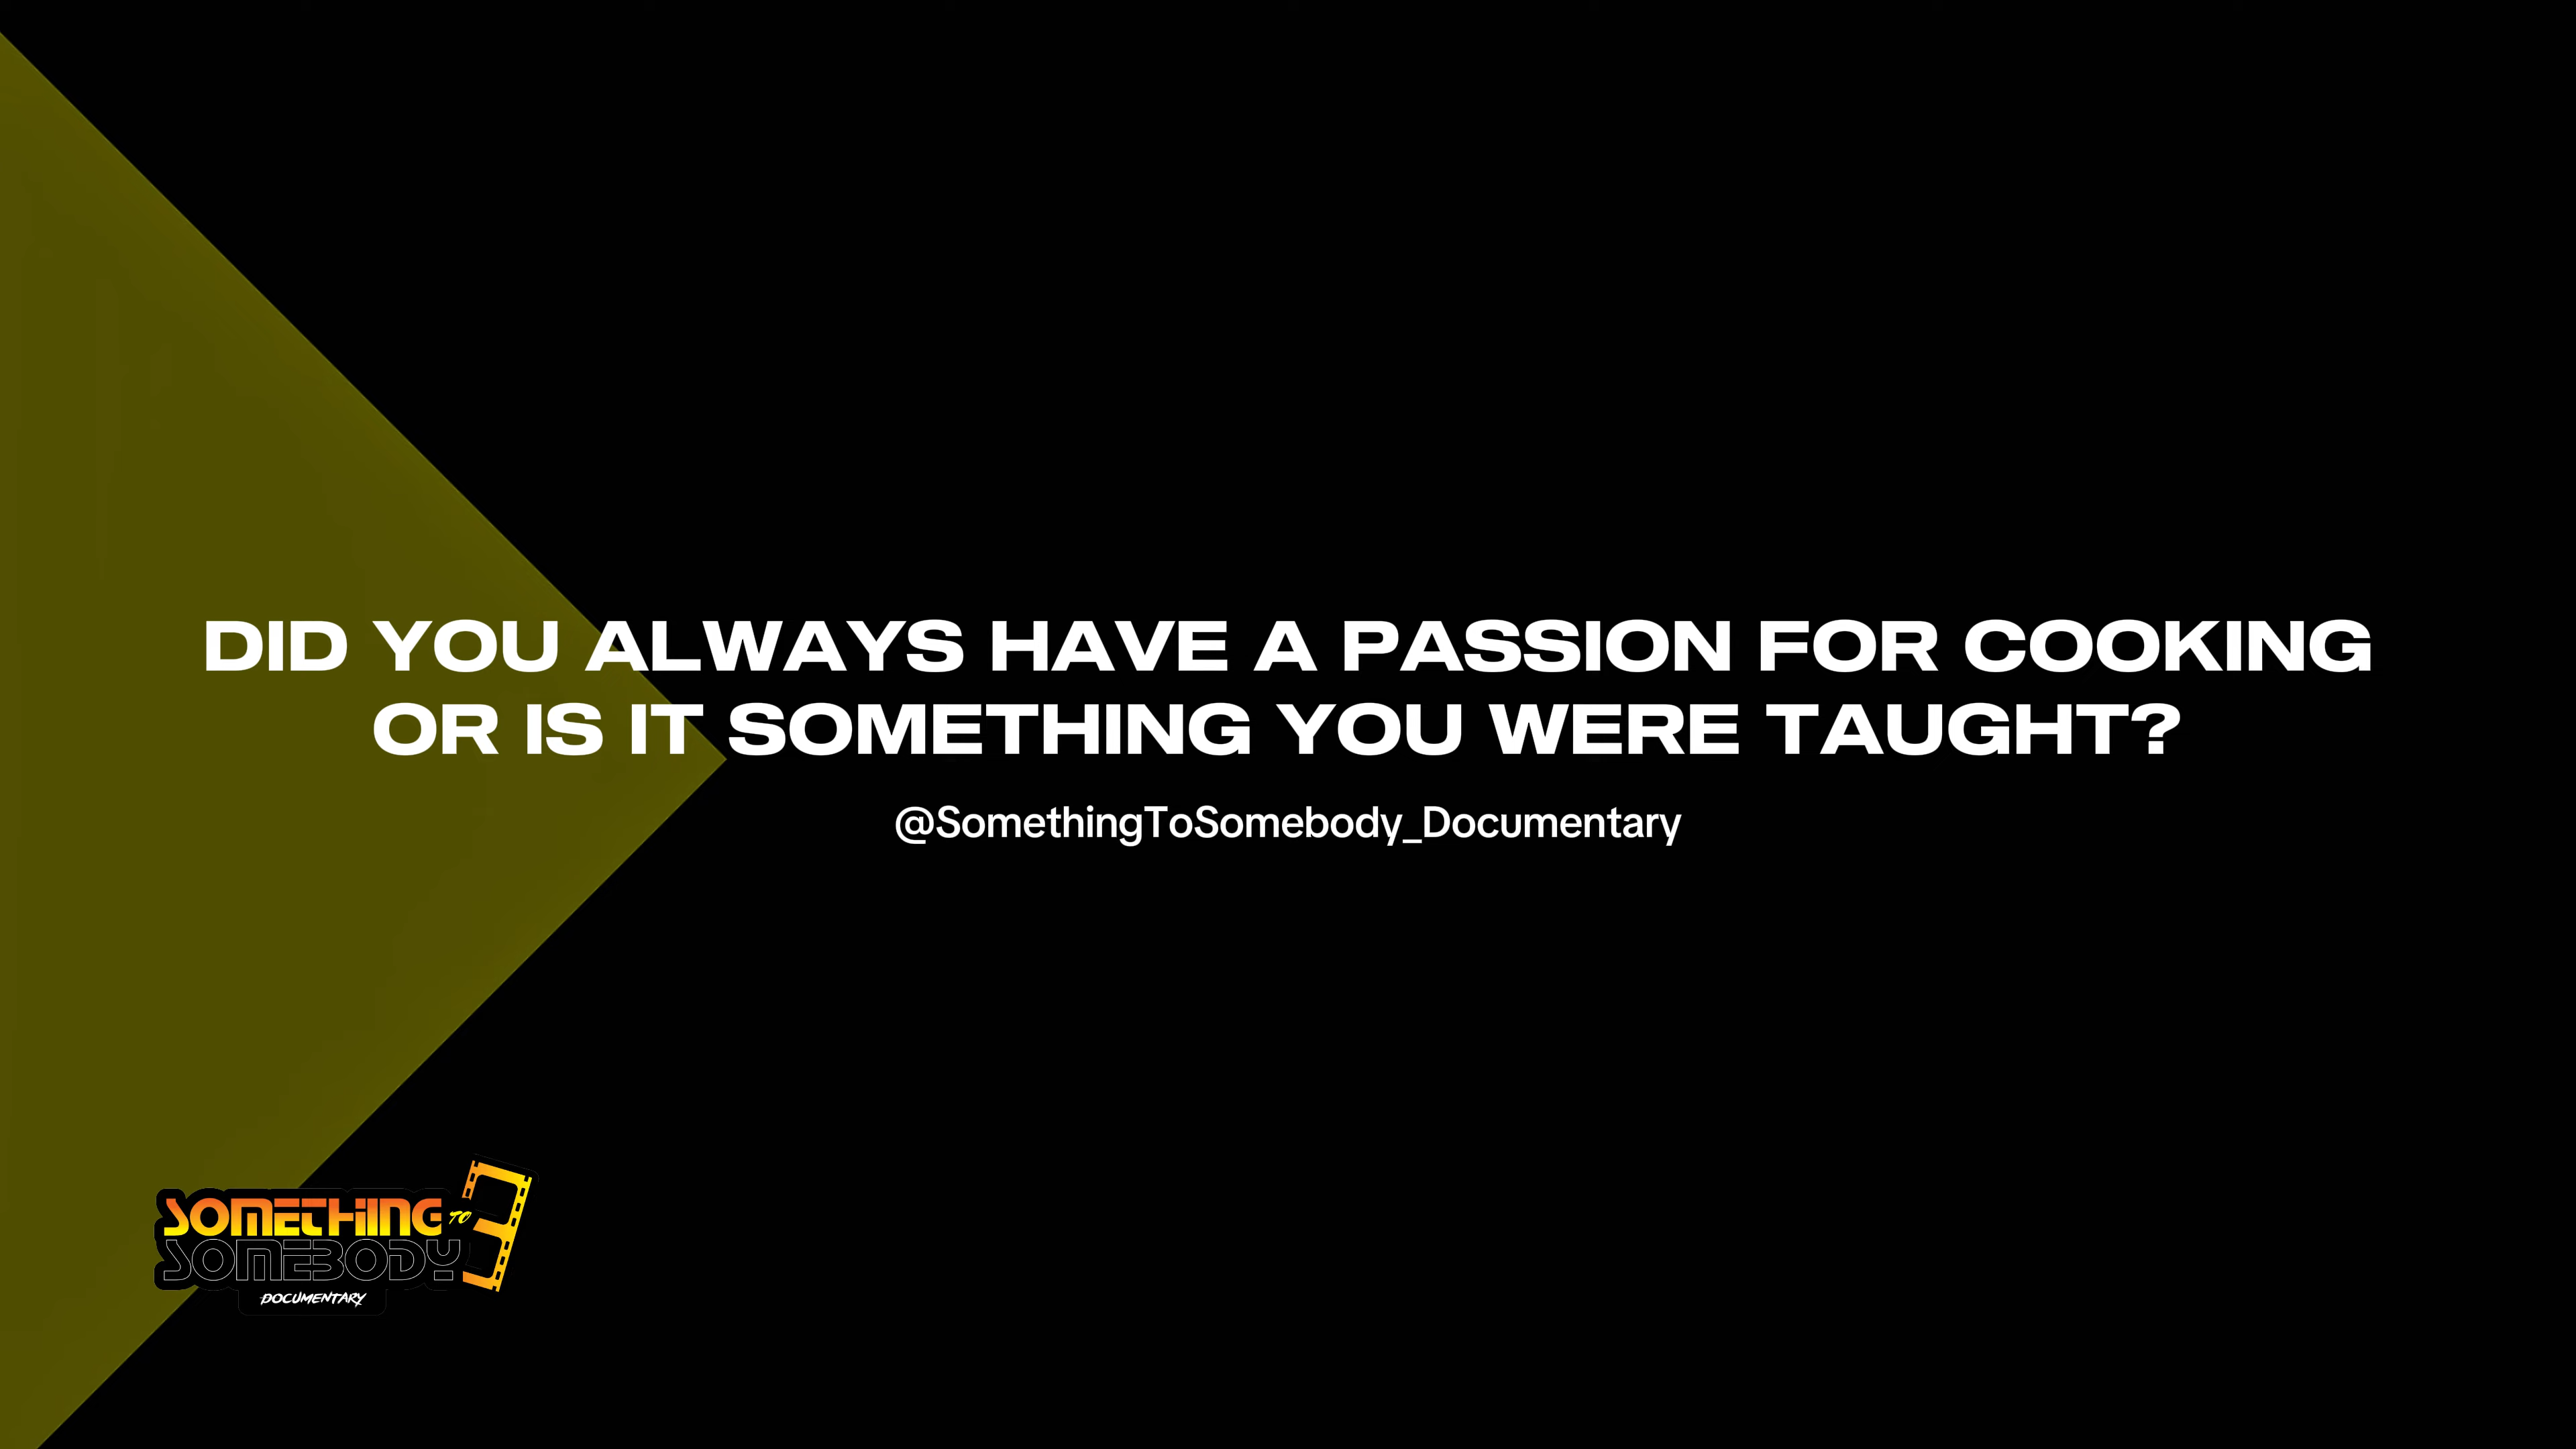 DID YOU ALWAYS HAVE A PASSION FOR COOKING
OR IS IT SOMETHING YOU WERE TAUGHT?
@SomethingToSomebody_Documentary
SOMETHING TO
SOMEBODY
DOCUMENTARY